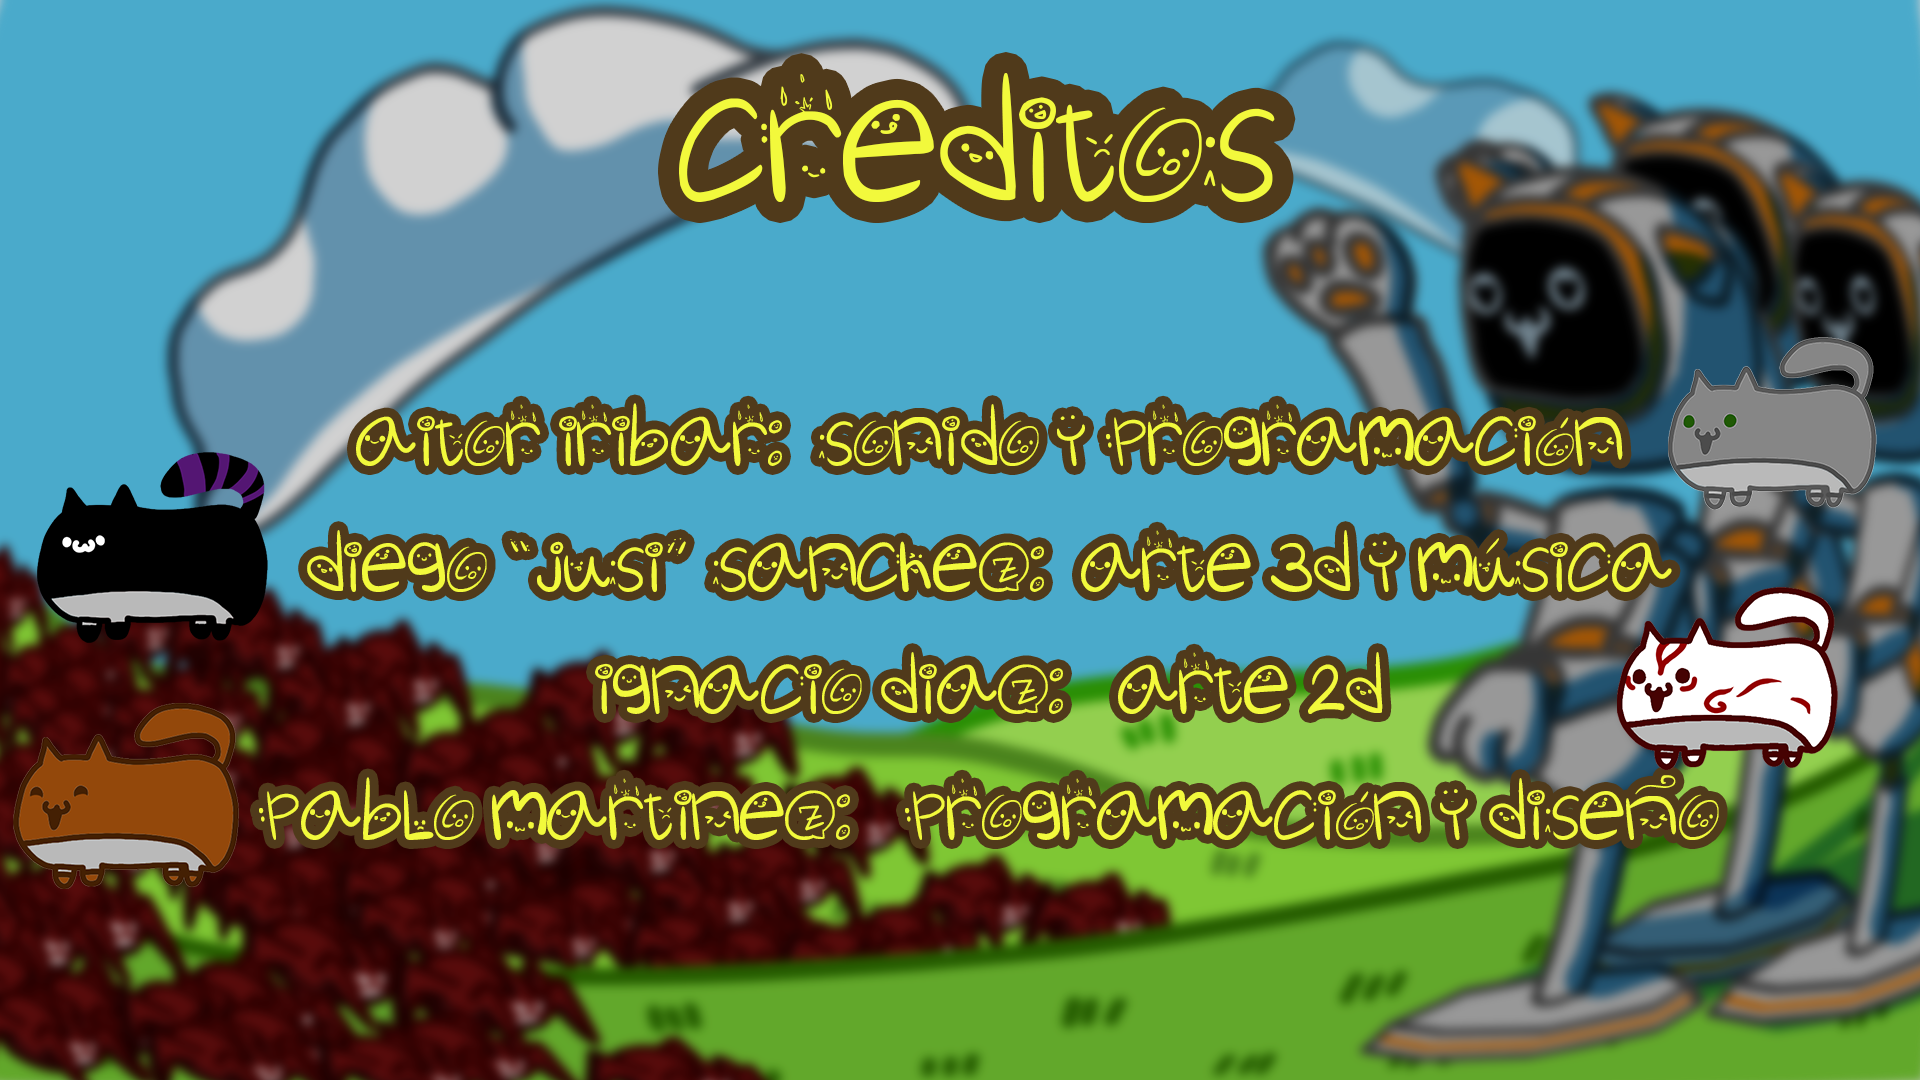 creditos
aitor iribar: sonido y programación
diego "jusi" sanchez: arte 3d y música
ignacio diaz: arte 2d
pablo martinez: programación y diseño